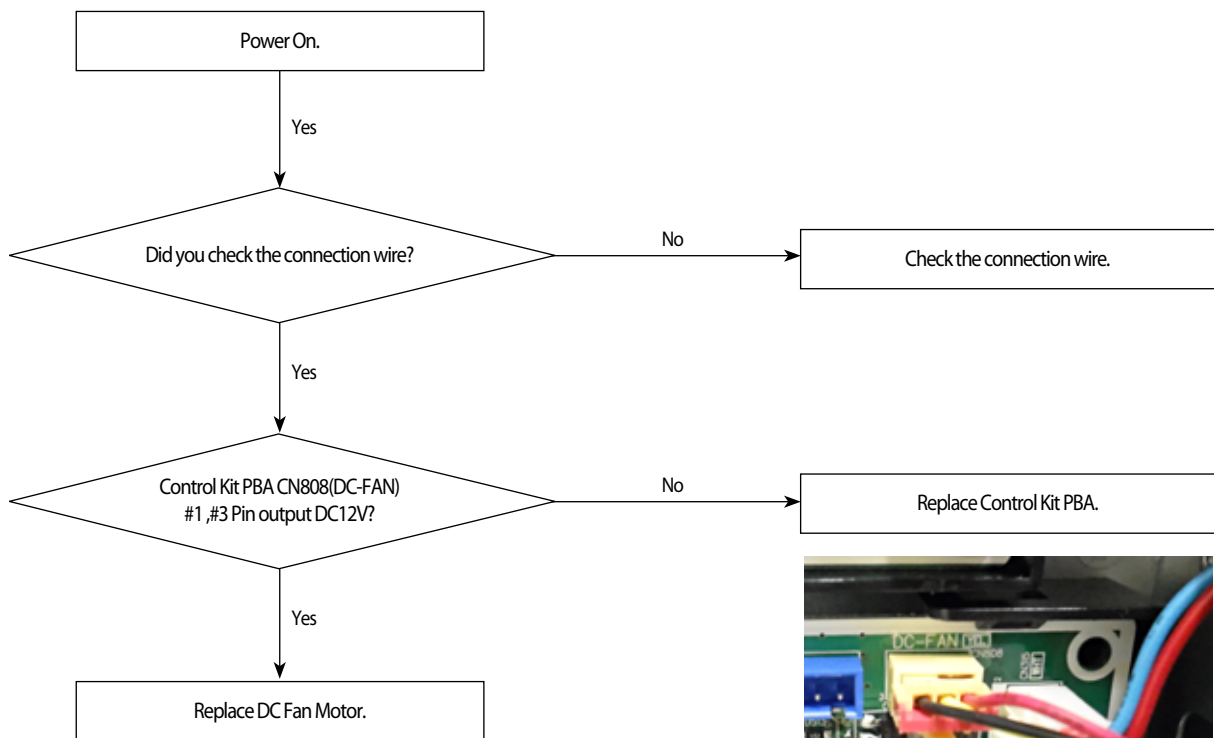 Power On.
Yes
Did you check the connection wire?
No
Check the connection wire.
Yes
Control Kit PBA CN808(DC-FAN)
#1 ,#3 Pin output DC12V?
No
Replace Control Kit PBA.
Yes
Replace DC Fan Motor.
DC-FAN
CN808